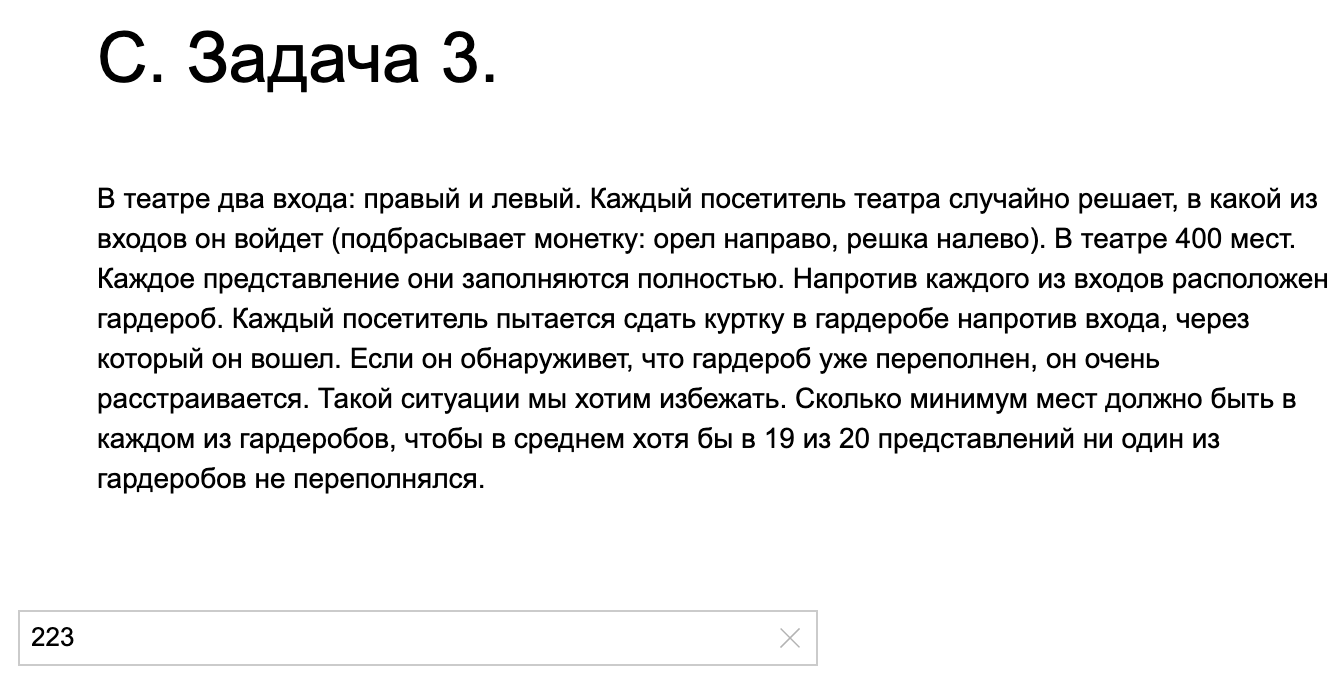 С. Задача 3.
В театре два входа: правый и левый. Каждый посетитель театра случайно решает, в какой из
входов он войдет (подбрасывает монетку: орел направо, решка налево). В театре 400 мест.
Каждое представление они заполняются полностью. Напротив каждого из входов расположен
гардероб. Каждый посетитель пытается сдать куртку в гардеробе напротив входа, через
который он вошел. Если он обнаруживет, что гардероб уже переполнен, он очень
расстраивается. Такой ситуации мы хотим избежать. Сколько минимум мест должно быть в
каждом из гардеробов, чтобы в среднем хотя бы в 19 из 20 представлений ни один из
гардеробов не переполнялся.
223